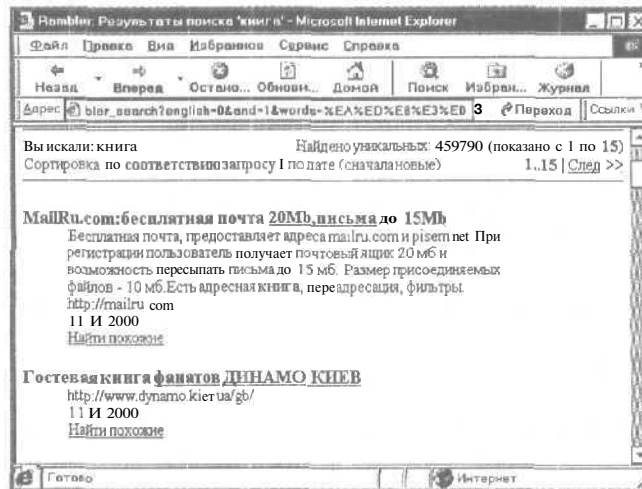 Rambler: Результаты поиска 'книга' - Microsoft Internet Explorer
Файл Правка Вид Избранное Сервис Справка
Назад Вперед Остано... Обнови... Домой Поиск Избран... Журнал
Адрес bler_search?english=0&and=1&words=%EA%ED%E8%E3%E0 3 Переход Ссылки
Вы искали: книга Найдено уникальных: 459790 (показано с 1 по 15)
Сортировка по соответствию запросу I по дате (сначала новые) 1..15 | След >>
MailRu.com:бесплатная почта 20Mb,письма до 15Mb
Бесплатная почта, предоставляет адреса mailru.com и pisem net При
регистрации пользователь получает почтовый ящик 20 мб и
возможность пересыпать письма до 15 мб. Размер присоединяемых
файлов - 10 мб.Есть адресная книга, переадресация, фильтры.
http://mailru com
11 И 2000
Найти похожие
Гостевая книга фанатов ДИНАМО КИЕВ
http://www.dynamo.kiет ua/gb/
11 И 2000
Найти похожие
Готово Интернет